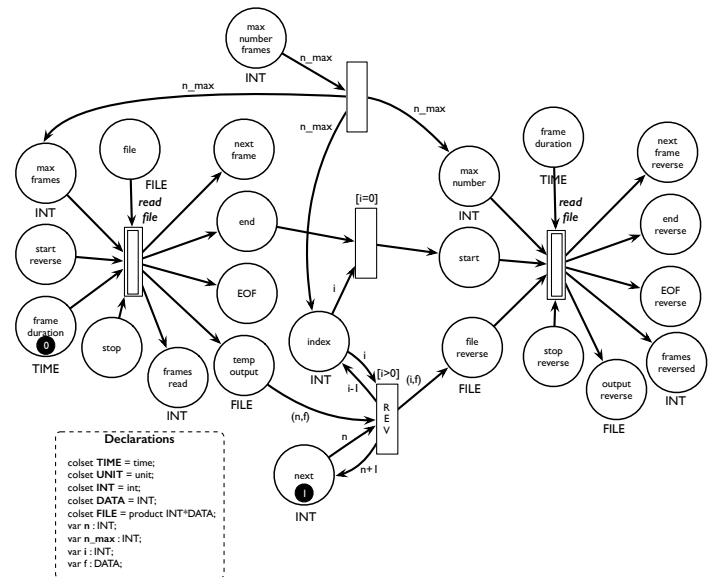 max
number
frames
INT
n_max
n_max
n_max
n_max
max
frames
INT
file
FILE
next
frame
read
file
start
reverse
end
EOF
frame
duration
0
TIME
stop
frames
read
INT
temp
output
FILE
[i=0]
i
index
INT
i
i-1
[i>0]
R
E
V
(n,f)
(i,f)
n
n+1
next
1
INT
max
number
INT
start
file
reverse
FILE
frame
duration
TIME
read
file
next
frame
reverse
end
reverse
EOF
reverse
stop
reverse
output
reverse
FILE
frames
reversed
INT
Declarations
colset TIME = time;
colset UNIT = unit;
colset INT = int;
colset DATA = INT;
colset FILE = product INT*DATA;
var n : INT;
var n_max : INT;
var i : INT;
var f : DATA;